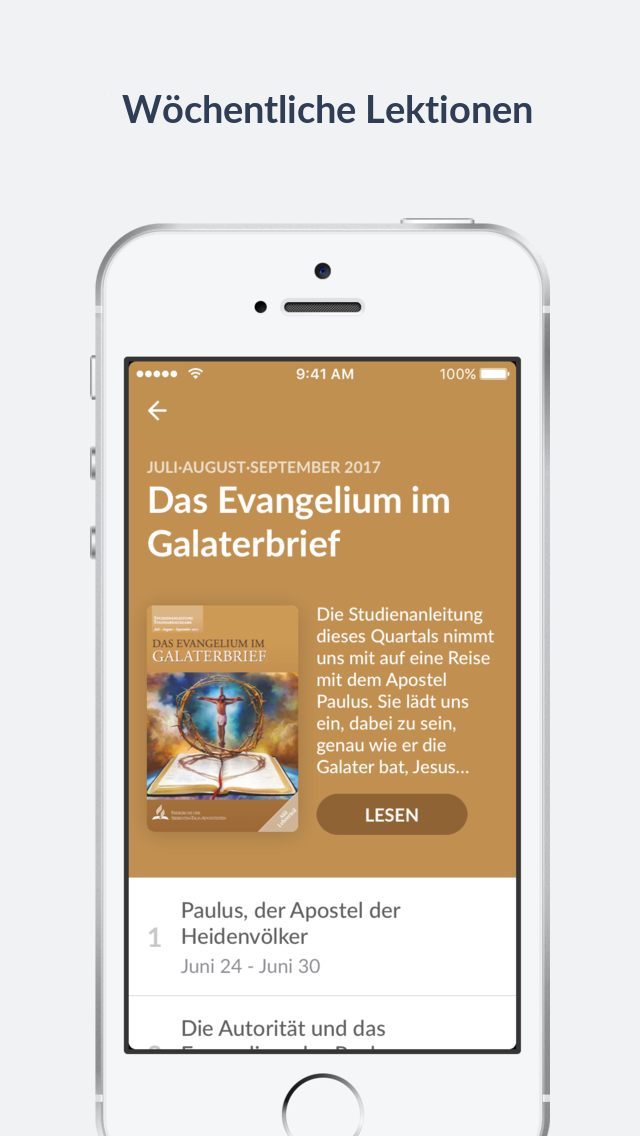 Wöchentliche Lektionen
9:41 AM
100%
JULI·AUGUST·SEPTEMBER 2017
Das Evangelium im
Galaterbrief
DAS EVANGELIUM IM
GALATERBRIEF
Die Studienanleitung
dieses Quartals nimmt
uns mit auf eine Reise
mit dem Apostel
Paulus. Sie lädt uns
ein, dabei zu sein,
genau wie er die
Galater bat, Jesus...
LESEN
1
Paulus, der Apostel der
Heidenvölker
Juni 24 - Juni 30
Die Autorität und das